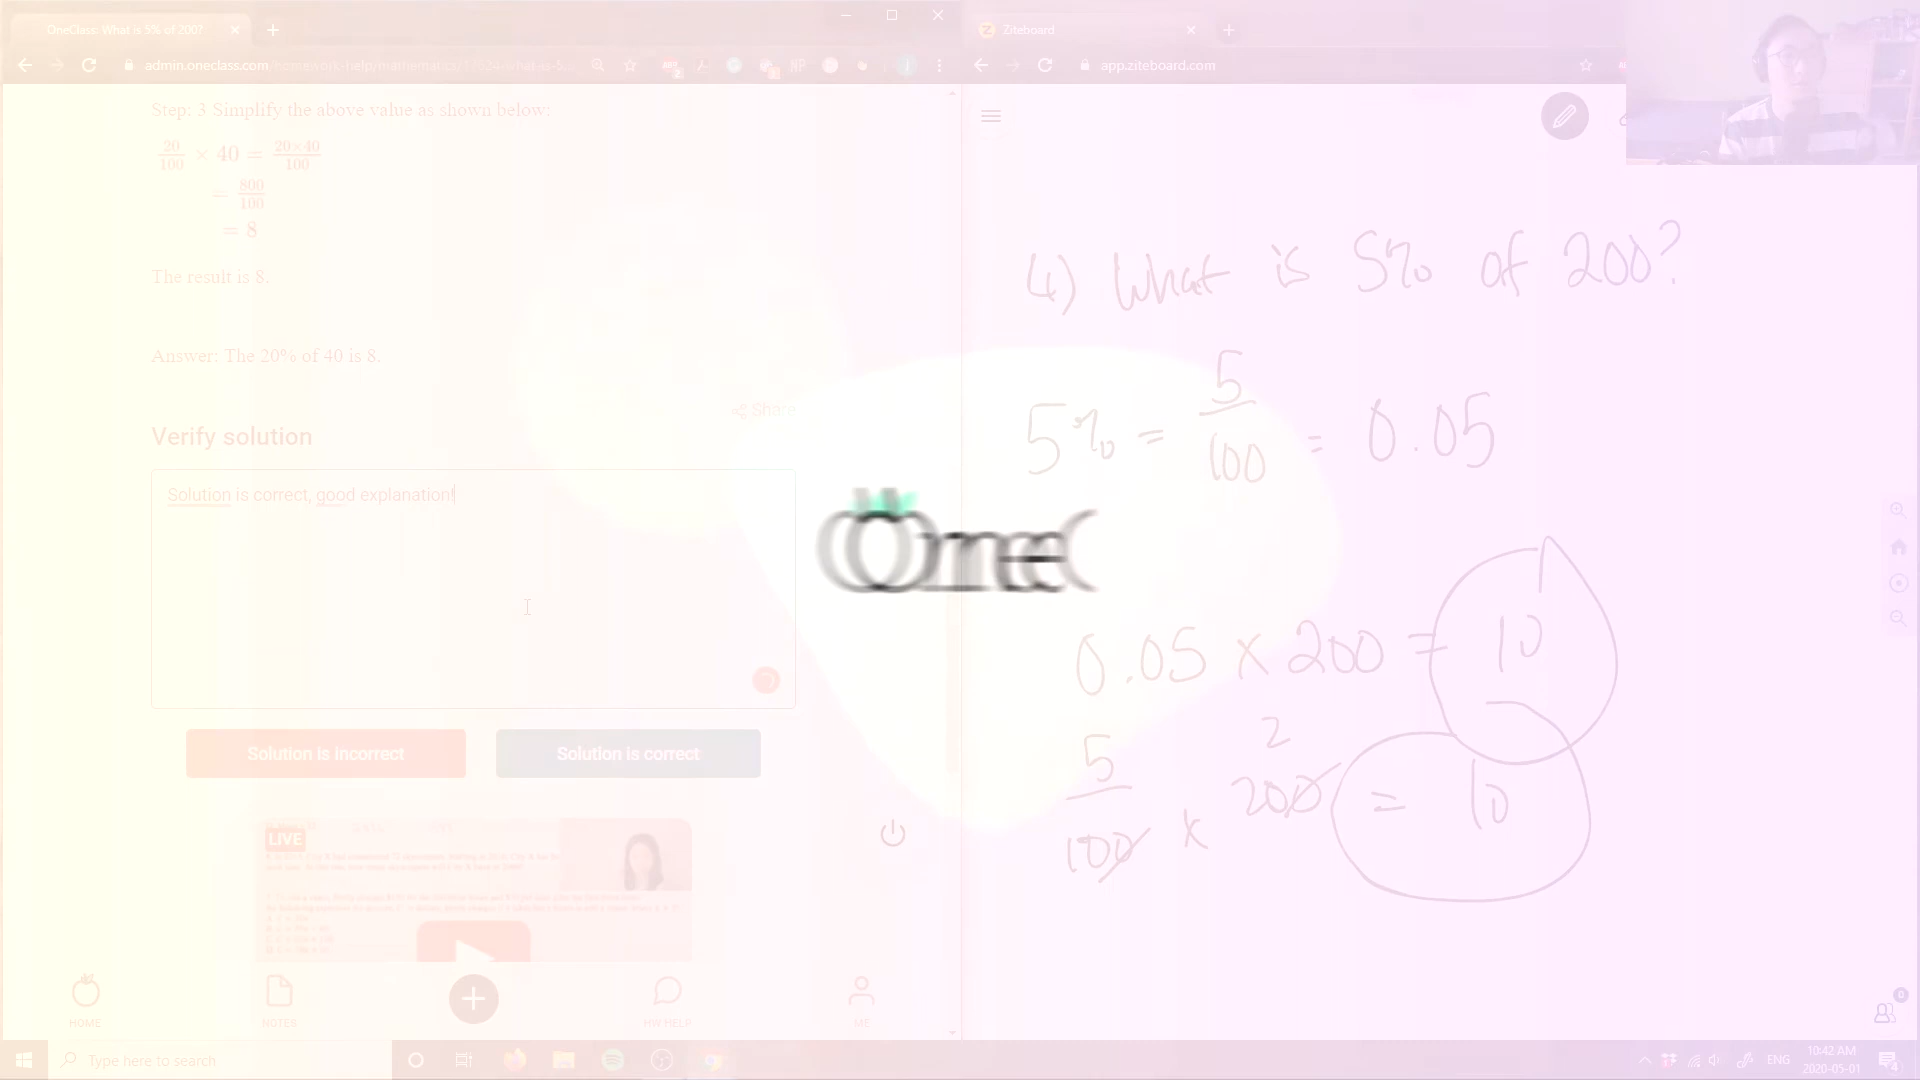 OneClass: What is 5% of 200?
Ziteboard
admin.oneclass.com
app.ziteboard.com
Step: 3 Simplify the above value as shown below:
20/100 × 40 = 20×40/100
= 800/100
= 8
The result is 8.
Answer: The 20% of 40 is 8.
Share
Verify solution
Solution is correct, good explanation!
Solution is incorrect
Solution is correct
LIVE
HOME
NOTES
HW HELP
ME
4) What is 5% of 200?
5% = 5/100 = 0.05
0.05 x 200 = 10
2
5/100 x 200 = 10
OneC
0
Type here to search
ENG
10:42 AM
2020-05-01
4